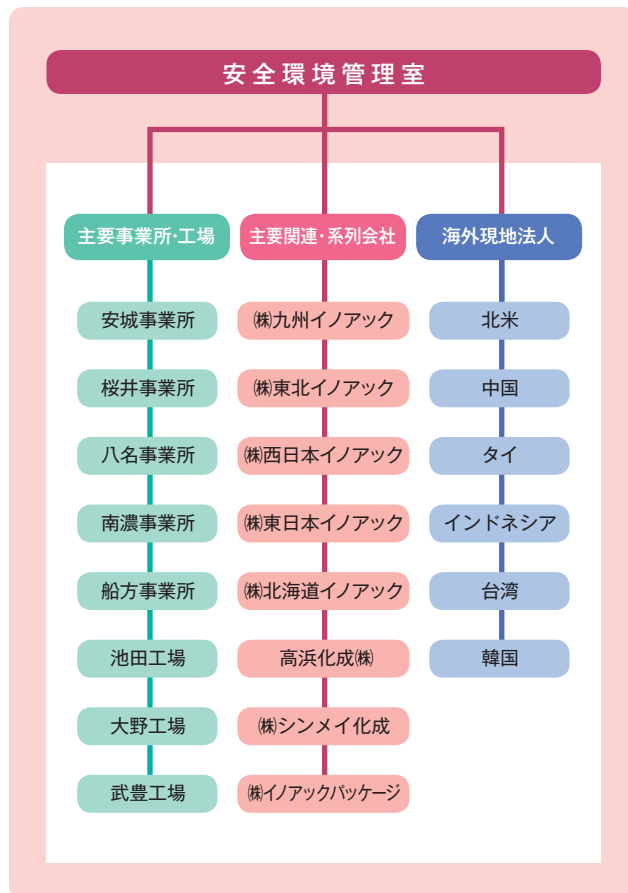 安全環境管理室
主要事業所・工場
安城事業所
桜井事業所
八名事業所
南濃事業所
船方事業所
池田工場
大野工場
武豊工場
主要関連・系列会社
㈱九州イノアック
㈱東北イノアック
㈱西日本イノアック
㈱東日本イノアック
㈱北海道イノアック
高浜化成㈱
㈱シンメイ化成
㈱イノアックパッケージ
海外現地法人
北米
中国
タイ
インドネシア
台湾
韓国